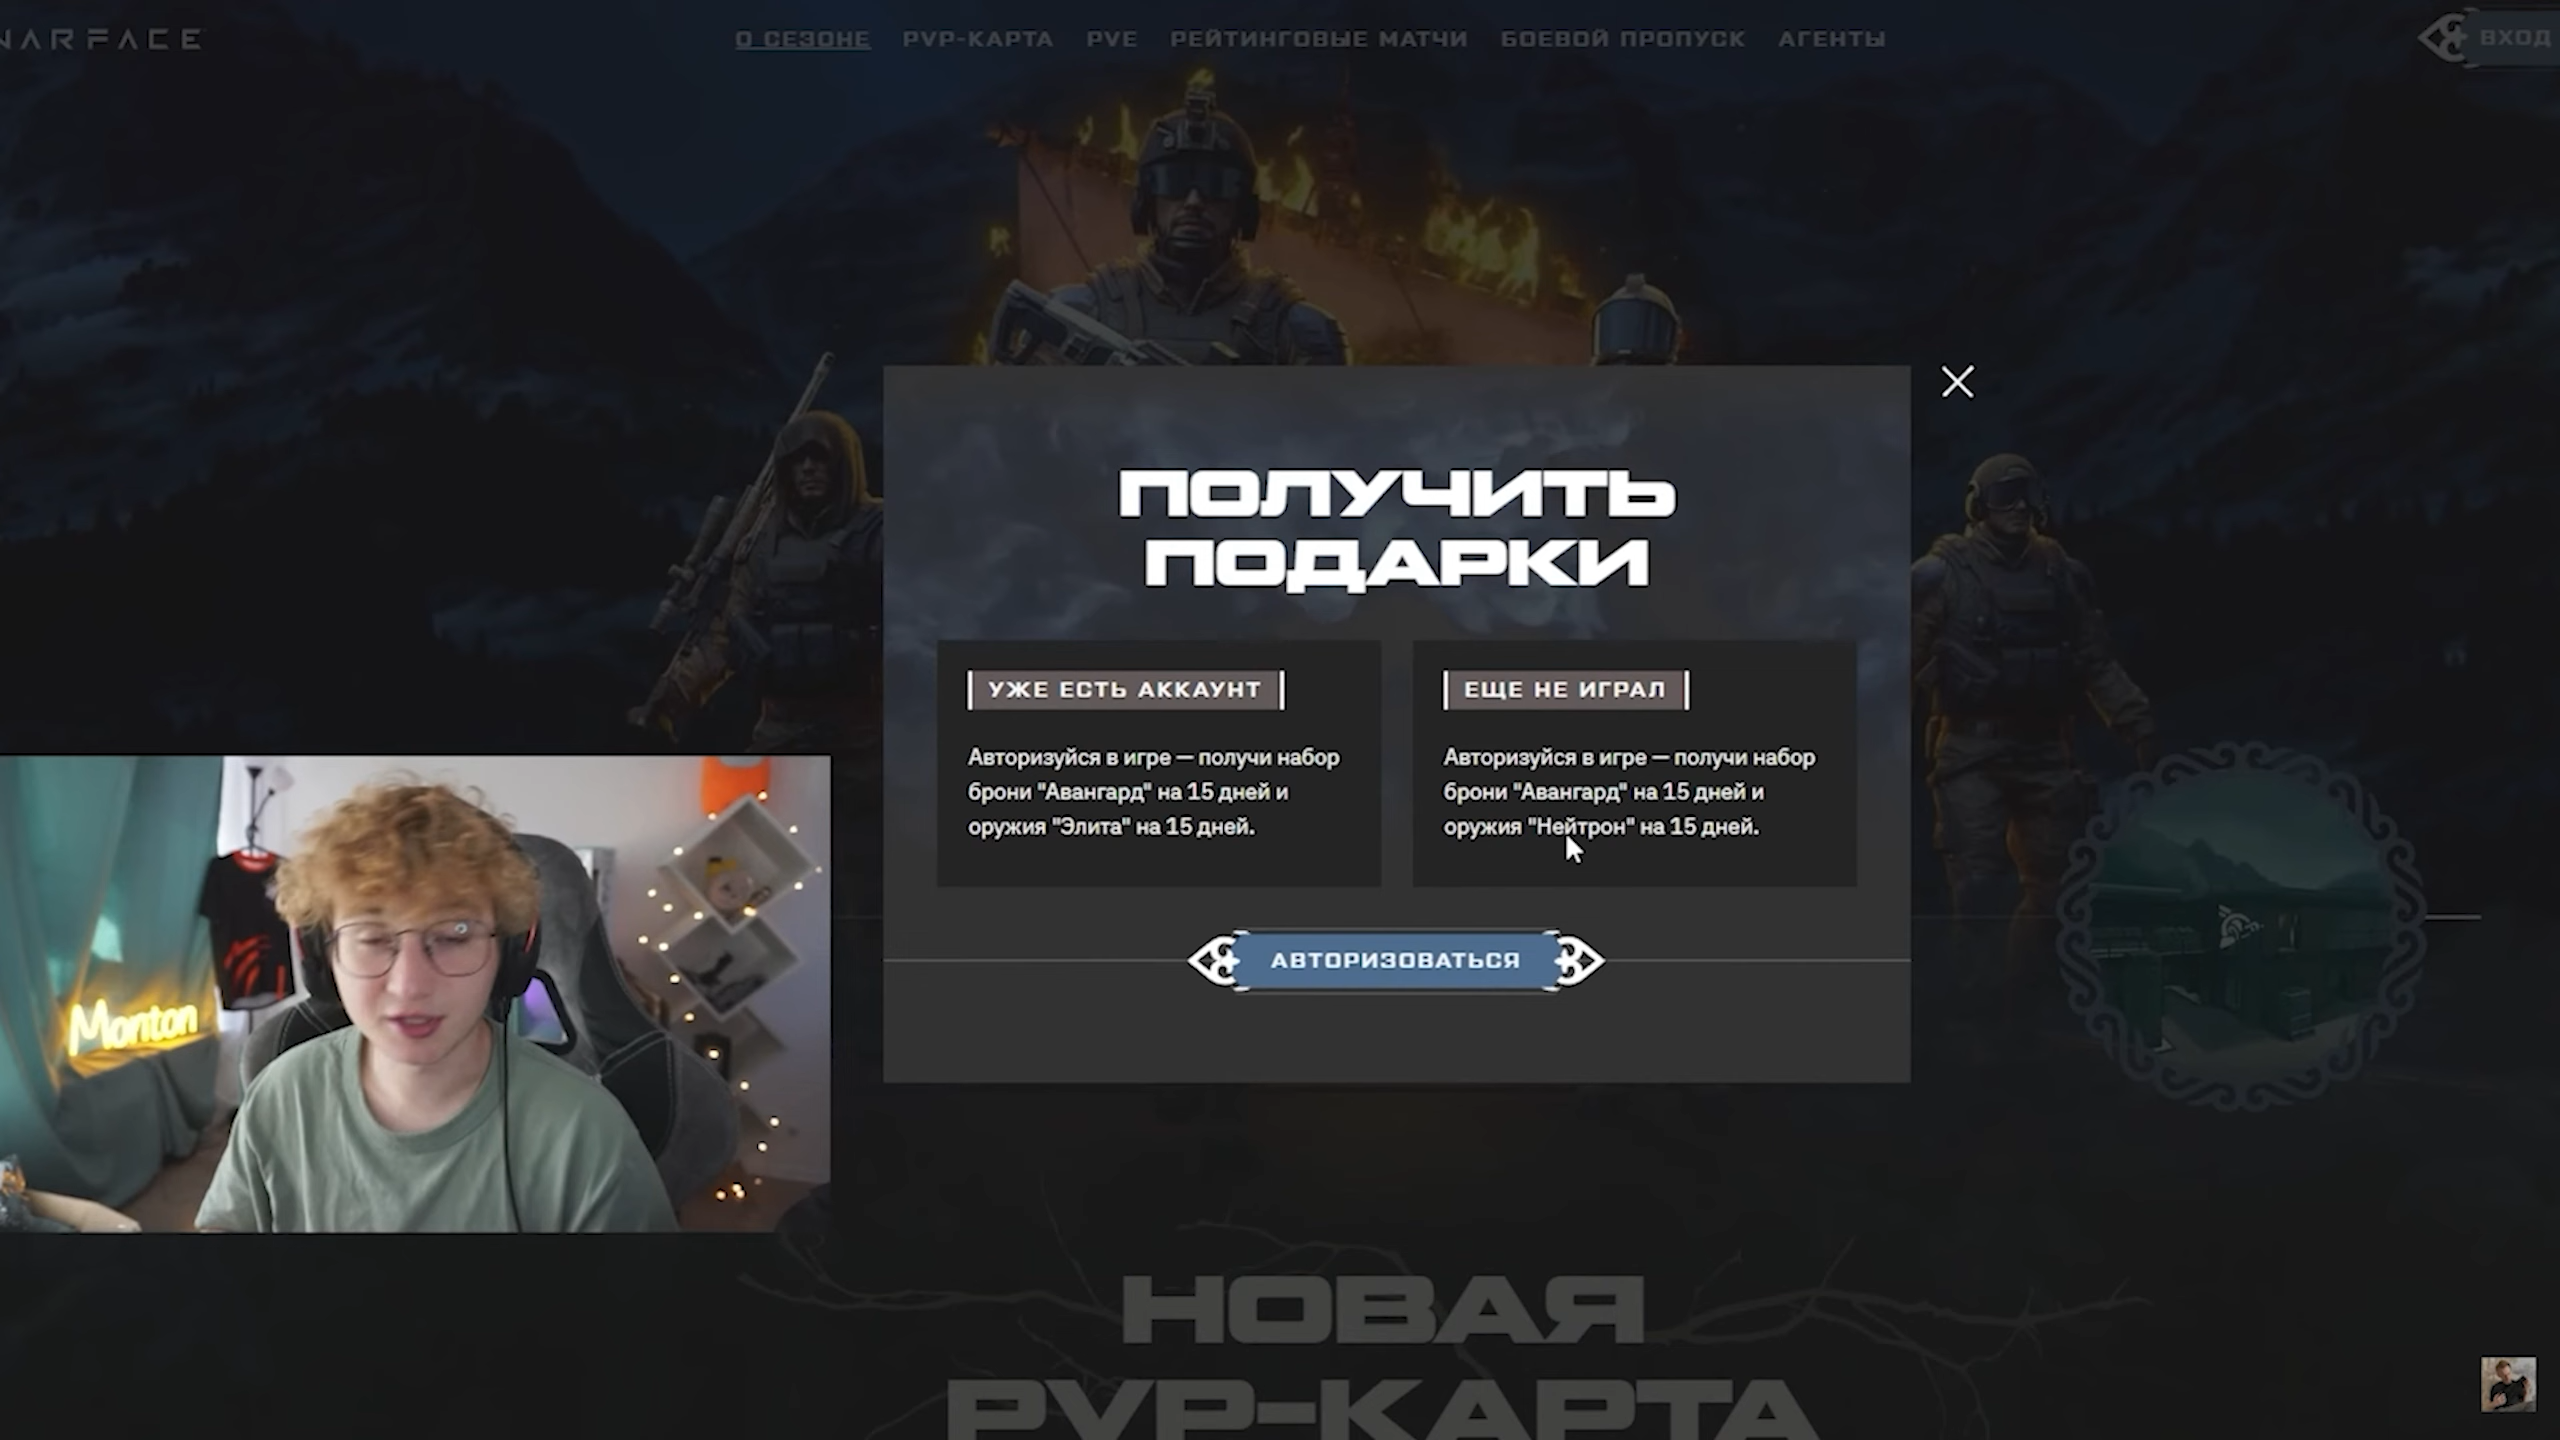 WARFACE
О СЕЗОНЕ PVP-КАРТА PVE РЕЙТИНГОВЫЕ МАТЧИ БОЕВОЙ ПРОПУСК АГЕНТЫ
ВХОД
ПОЛУЧИТЬ
ПОДАРКИ
УЖЕ ЕСТЬ АККАУНТ
Авторизуйся в игре — получи набор
брони "Авангард" на 15 дней и
оружия "Элита" на 15 дней.
ЕЩЕ НЕ ИГРАЛ
Авторизуйся в игре — получи набор
брони "Авангард" на 15 дней и
оружия "Нейтрон" на 15 дней.
АВТОРИЗОВАТЬСЯ
Monton
НОВАЯ
PVP-КАРТА